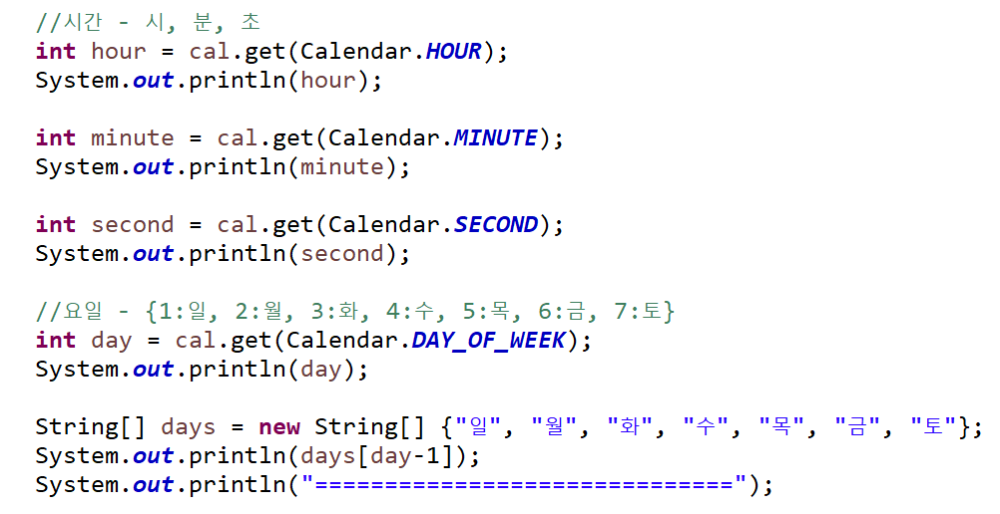 //시간 - 시, 분, 초
int hour = cal.get(Calendar.HOUR);
System.out.println(hour);
int minute = cal.get(Calendar.MINUTE);
System.out.println(minute);
int second = cal.get(Calendar.SECOND);
System.out.println(second);
//요일 - {1:일, 2:월, 3:화, 4:수, 5:목, 6:금, 7:토}
int day = cal.get(Calendar.DAY_OF_WEEK);
System.out.println(day);
String[] days = new String[] {"일", "월", "화", "수", "목", "금", "토"};
System.out.println(days[day-1]);
System.out.println("==============================");